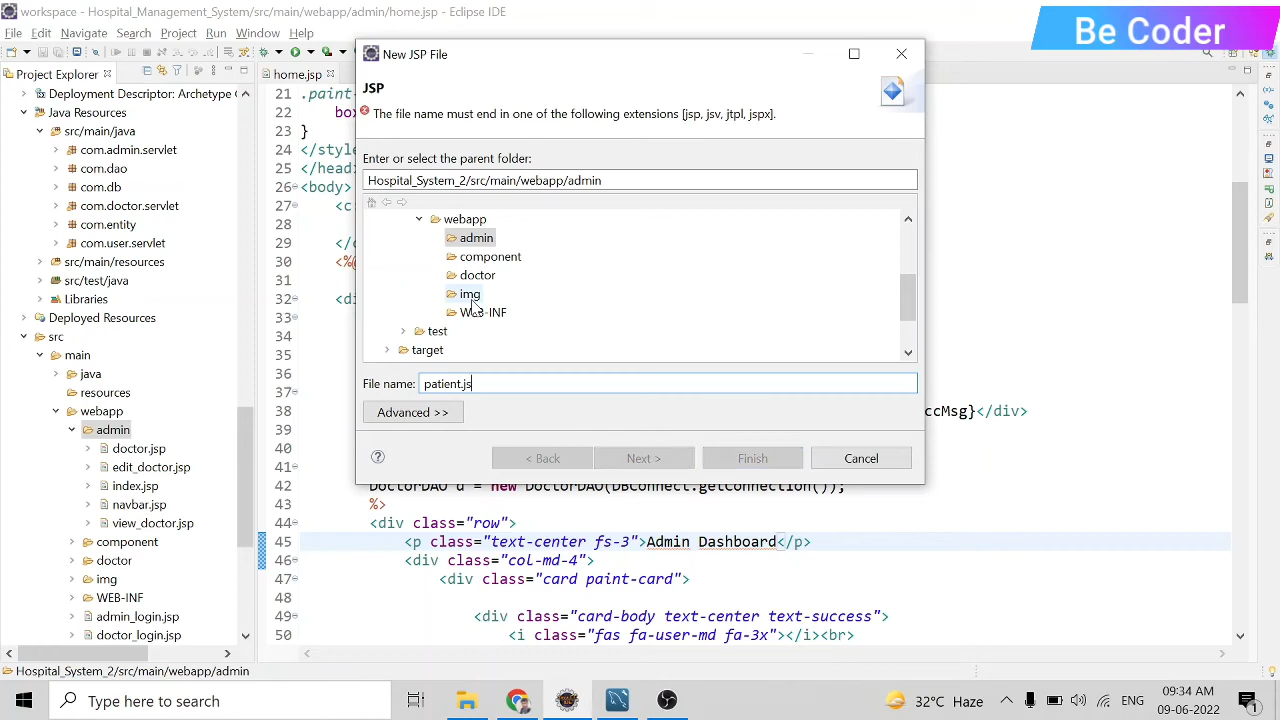 workspace - Hospital_Management_System/src/main/webapp/admin/home.jsp - Eclipse IDE
Be Coder
File Edit Navigate Search Project Run Window Help
New JSP File
JSP
The file name must end in one of the following extensions [jsp, jsv, jtpl, jspx].
Enter or select the parent folder:
Hospital_System_2/src/main/webapp/admin
webapp
admin
component
doctor
img
WEB-INF
test
target
File name: patient.js
Advanced >>
< Back
Next >
Finish
Cancel
Project Explorer
Deployment Descriptor: Archetype C
Java Resources
src/main/java
com.admin.servlet
com.dao
com.db
com.doctor.servlet
com.entity
com.user.servlet
src/main/resources
src/test/java
Libraries
Deployed Resources
src
main
java
resources
webapp
admin
doctor.jsp
edit_doctor.jsp
index.jsp
navbar.jsp
view_doctor.jsp
component
doctor
img
WEB-INF
admin_login.jsp
doctor_login.jsp
home.jsp
21 .paint-
22 box
23 }
24 </style
25 </head>
26 <body>
27 <c:
28
29 </c
30 <%@
31
32 <di
33
34
35
36
37
38 ccMsg}</div>
39
40
41
42 DoctorDAO d = new DoctorDAO(DBConnect.getConnection());
43 %>
44 <div class="row">
45 <p class="text-center fs-3">Admin Dashboard</p>
46 <div class="col-md-4">
47 <div class="card paint-card">
48
49 <div class="card-body text-center text-success">
50 <i class="fas fa-user-md fa-3x"></i><br>
Hospital_System_2/src/main/webapp/admin
Type here to search
32°C Haze
ENG
09:34 AM
09-06-2022
1